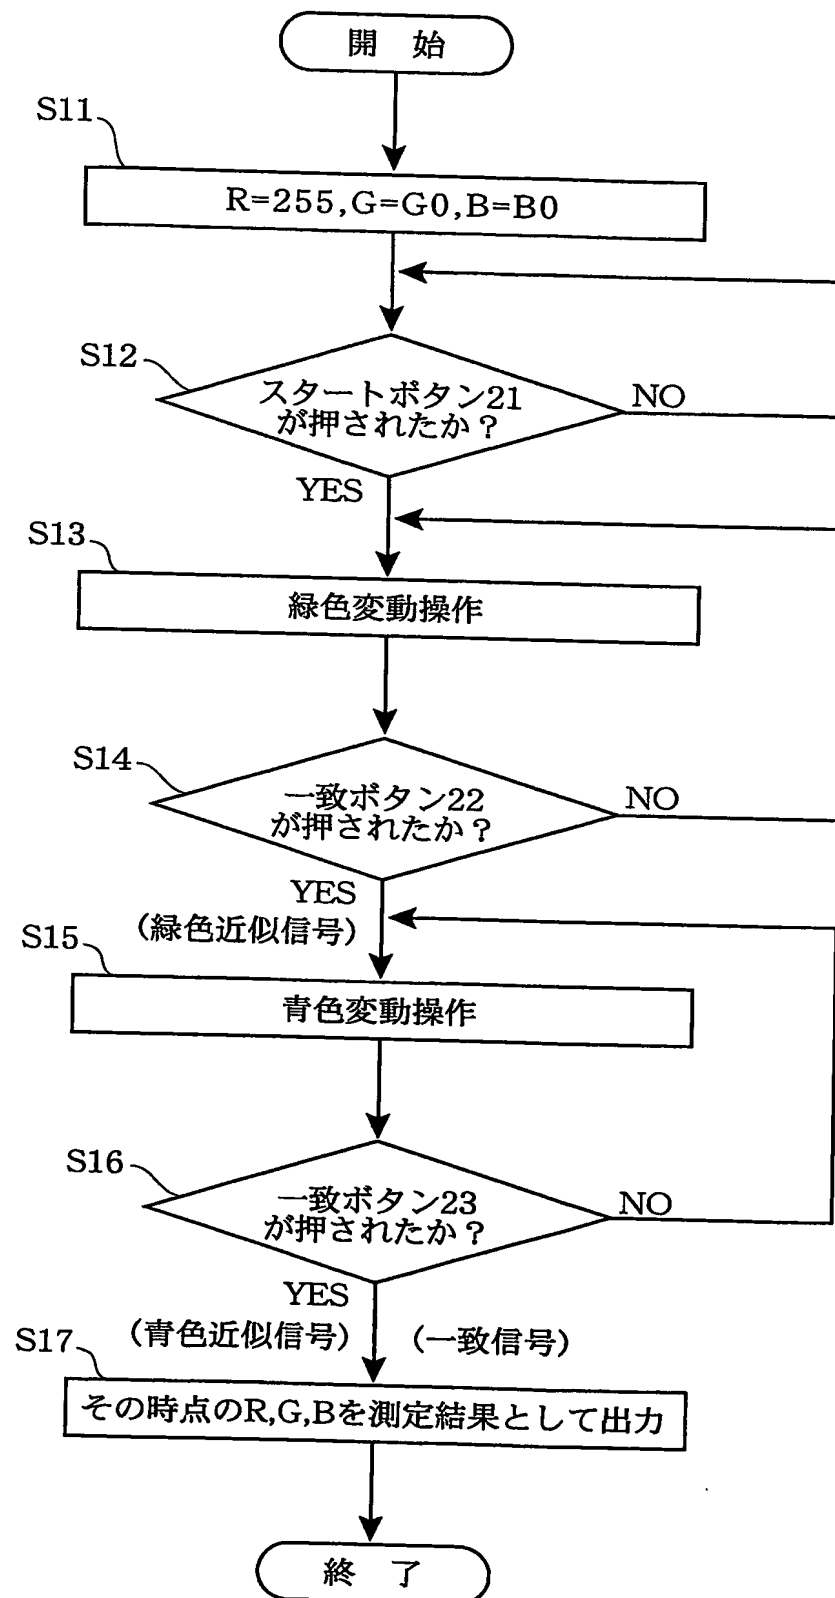 開 始
S11
R=255,G=G0,B=B0
S12
スタートボタン21
が押されたか？
NO
YES
S13
緑色変動操作
S14
一致ボタン22
が押されたか？
NO
YES
(緑色近似信号)
S15
青色変動操作
S16
一致ボタン23
が押されたか？
NO
YES
(青色近似信号) (一致信号)
S17
その時点のR,G,Bを測定結果として出力
終 了